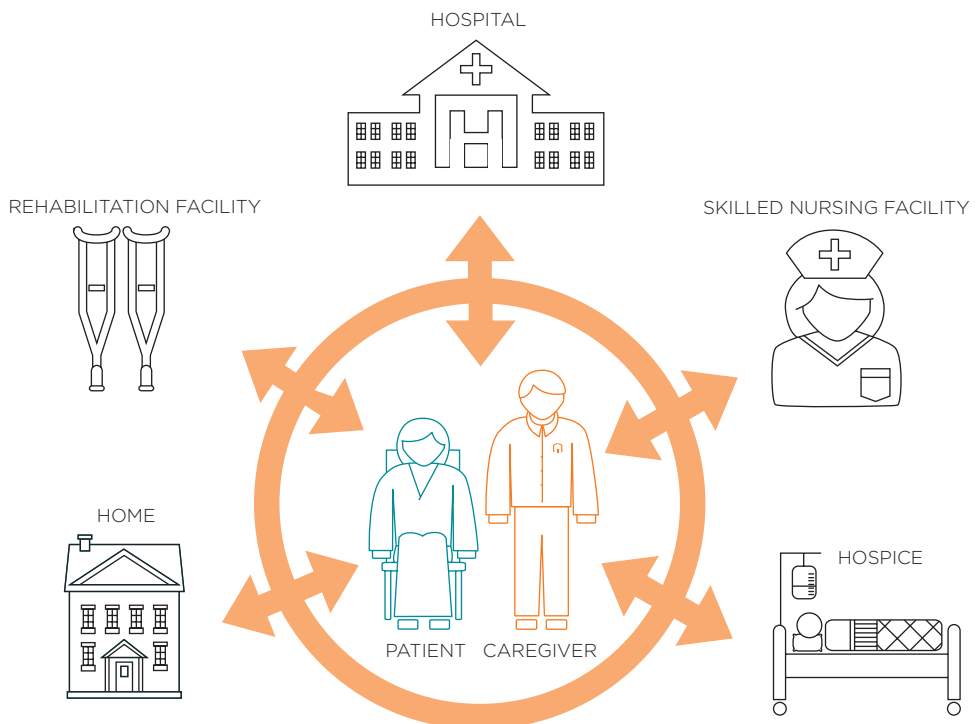 HOSPITAL
REHABILITATION FACILITY
SKILLED NURSING FACILITY
HOME
HOSPICE
PATIENT
CAREGIVER